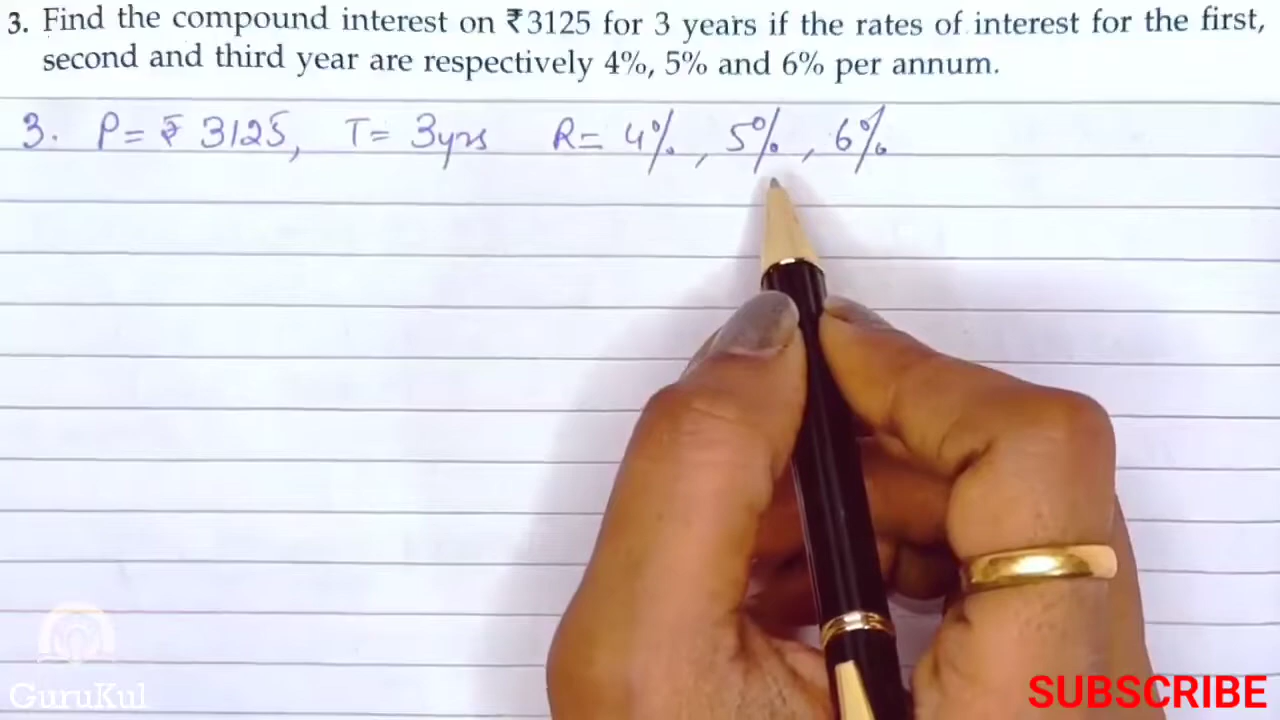 3. Find the compound interest on ₹3125 for 3 years if the rates of interest for the first,
second and third year are respectively 4%, 5% and 6% per annum.
3. P = ₹ 3125, T = 3yrs R = 4%, 5%, 6%
GuruKul
SUBSCRIBE